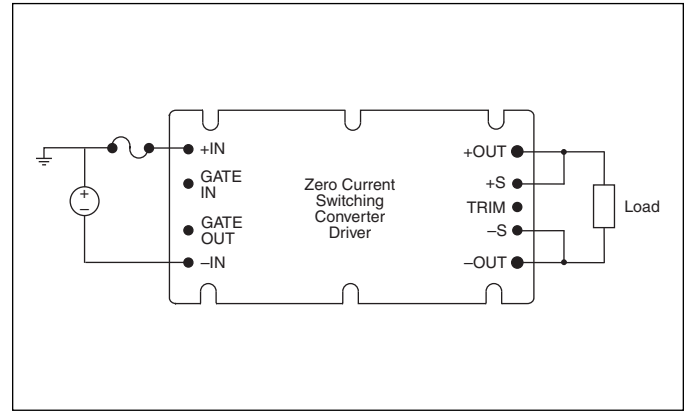 +IN
GATE
IN
GATE
OUT
–IN
Zero Current
Switching
Converter
Driver
+OUT
+S
TRIM
–S
–OUT
Load
+
–